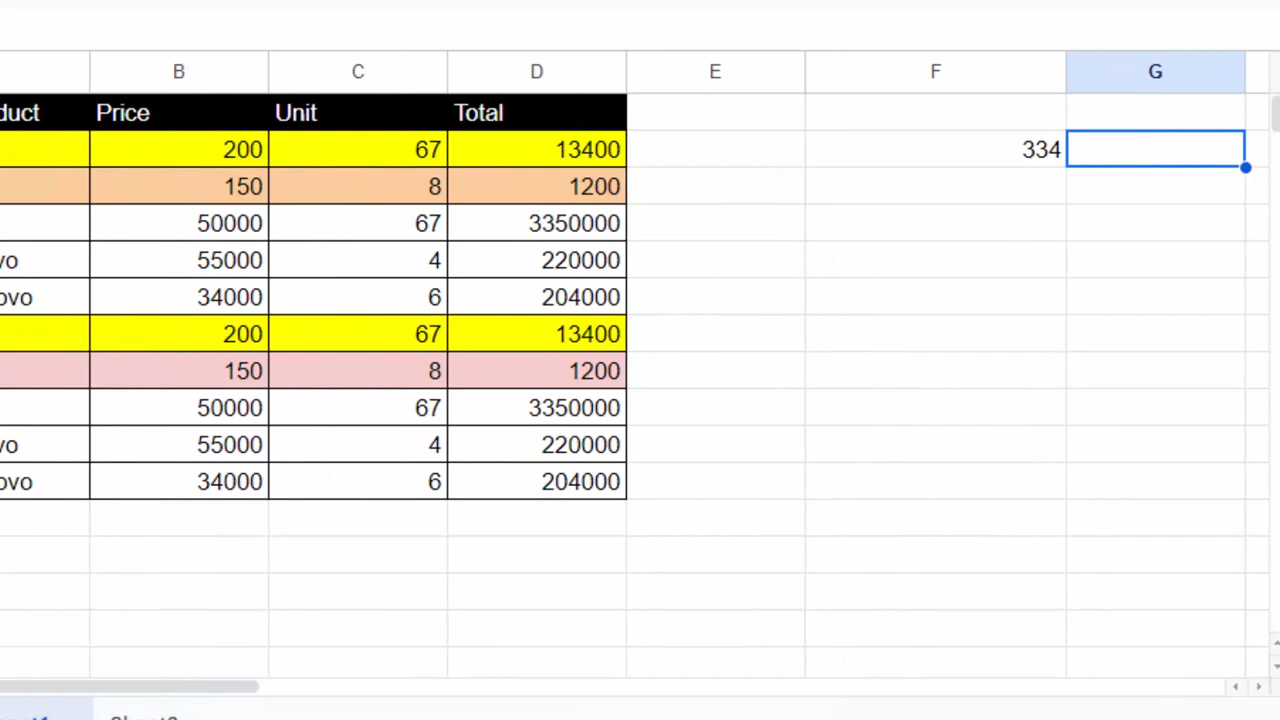 B C D E F G
duct Price Unit Total
200 67 13400 334
150 8 1200
50000 67 3350000
vo 55000 4 220000
ovo 34000 6 204000
200 67 13400
150 8 1200
50000 67 3350000
vo 55000 4 220000
ovo 34000 6 204000